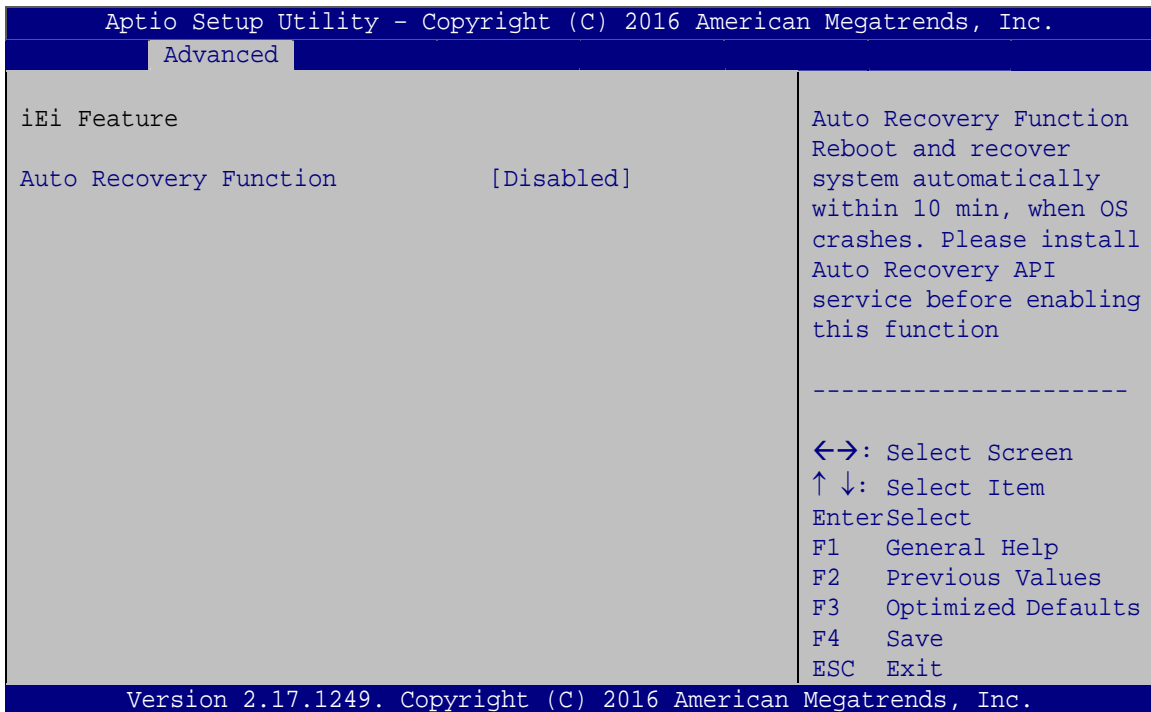 Aptio Setup Utility – Copyright (C) 2016 American Megatrends, Inc.
Advanced
iEi Feature
Auto Recovery Function [Disabled]
Auto Recovery Function
Reboot and recover
system automatically
within 10 min, when OS
crashes. Please install
Auto Recovery API
service before enabling
this function
----------------------
←→: Select Screen
↑ ↓: Select Item
EnterSelect
F1 General Help
F2 Previous Values
F3 Optimized Defaults
F4 Save
ESC Exit
Version 2.17.1249. Copyright (C) 2016 American Megatrends, Inc.